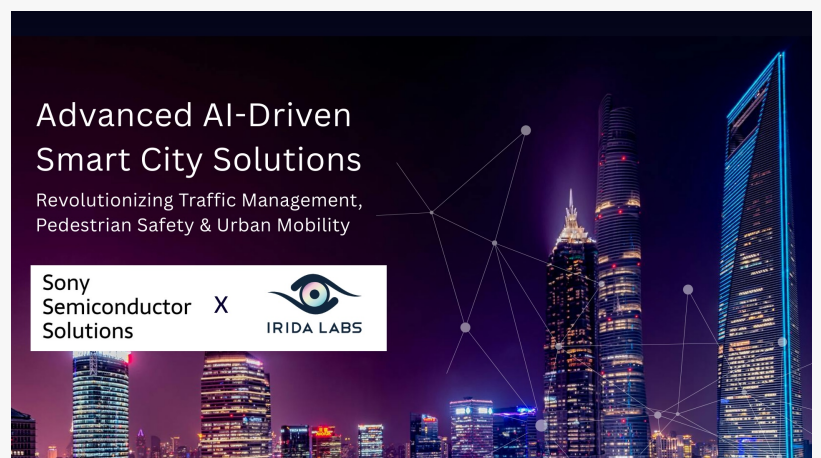 Advanced AI-Driven
Smart City Solutions
Revolutionizing Traffic Management,
Pedestrian Safety & Urban Mobility
Sony
Semiconductor
Solutions
X
IRIDA LABS